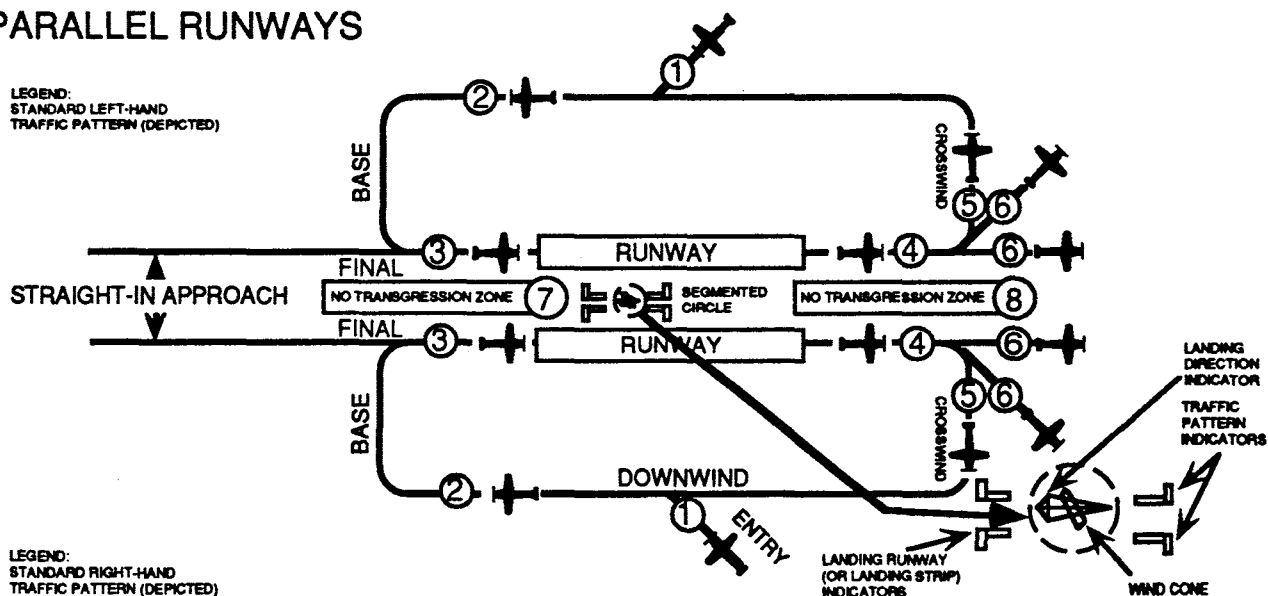 PARALLEL RUNWAYS
LEGEND:
STANDARD LEFT-HAND
TRAFFIC PATTERN (DEPICTED)
1
2
BASE
CROSSWIND
5
6
3
RUNWAY
4
6
FINAL
STRAIGHT-IN APPROACH
NO TRANSGRESSION ZONE
7
SEGMENTED
CIRCLE
NO TRANSGRESSION ZONE
8
FINAL
3
RUNWAY
4
6
BASE
CROSSWIND
5
6
2
DOWNWIND
1
ENTRY
LANDING
DIRECTION
INDICATOR
TRAFFIC
PATTERN
INDICATORS
LANDING RUNWAY
(OR LANDING STRIP)
INDICATORS
WIND CONE
LEGEND:
STANDARD RIGHT-HAND
TRAFFIC PATTERN (DEPICTED)